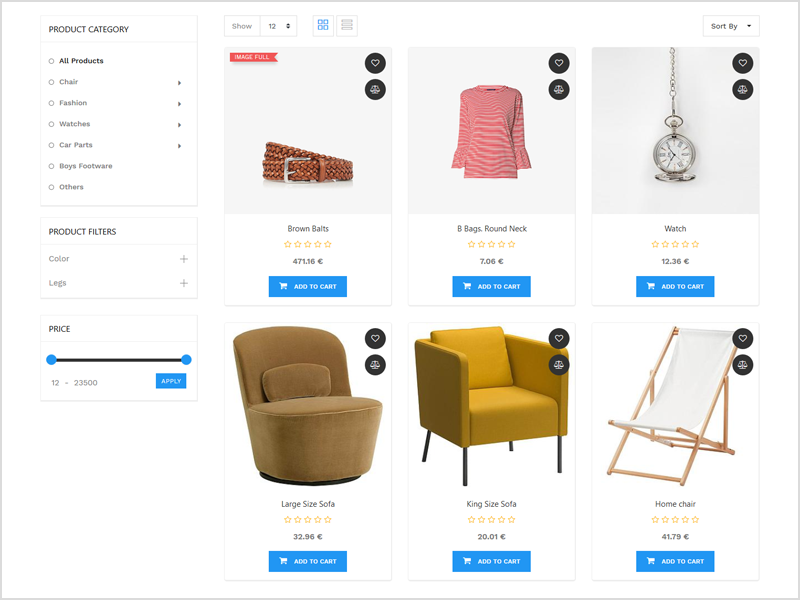 PRODUCT CATEGORY
All Products
Chair
Fashion
Watches
Car Parts
Boys Footware
Others
PRODUCT FILTERS
Color
Legs
PRICE
12 - 23500
APPLY
Show 12
Sort By
IMAGE FULL
Brown Balts
471.16 €
ADD TO CART
B Bags. Round Neck
7.06 €
ADD TO CART
Watch
12.36 €
ADD TO CART
Large Size Sofa
32.96 €
ADD TO CART
King Size Sofa
20.01 €
ADD TO CART
Home chair
41.79 €
ADD TO CART